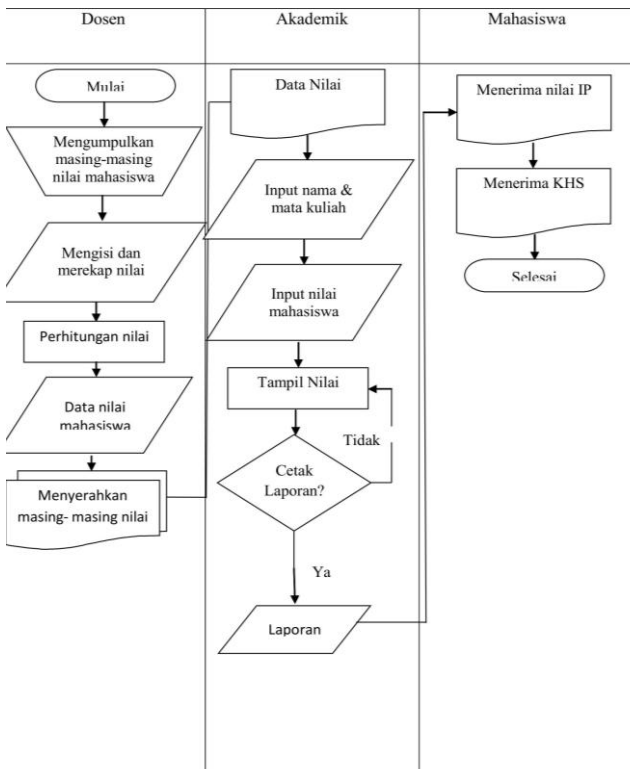 Dosen
Akademik
Mahasiswa
Mulai
Mengumpulkan
masing-masing
nilai mahasiswa
Mengisi dan
merekap nilai
Perhitungan nilai
Data nilai
mahasiswa
Menyerahkan
masing- masing nilai
Data Nilai
Input nama &
mata kuliah
Input nilai
mahasiswa
Tampil Nilai
Tidak
Cetak
Laporan?
Ya
Laporan
Menerima nilai IP
Menerima KHS
Selesai